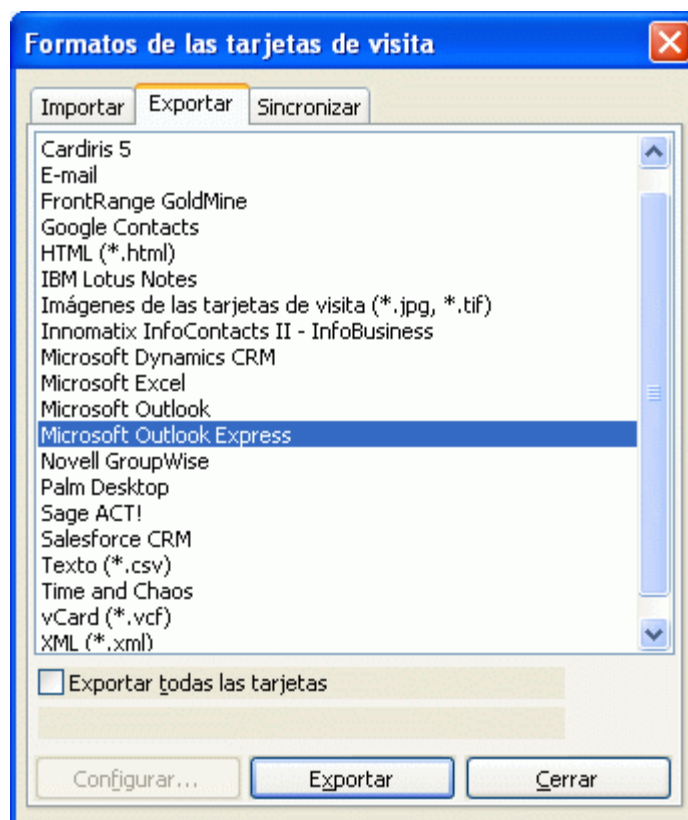 Formatos de las tarjetas de visita
Importar Exportar Sincronizar
Cardiris 5
E-mail
FrontRange GoldMine
Google Contacts
HTML (*.html)
IBM Lotus Notes
Imágenes de las tarjetas de visita (*.jpg, *.tif)
Innomatix InfoContacts II - InfoBusiness
Microsoft Dynamics CRM
Microsoft Excel
Microsoft Outlook
Microsoft Outlook Express
Novell GroupWise
Palm Desktop
Sage ACT!
Salesforce CRM
Texto (*.csv)
Time and Chaos
vCard (*.vcf)
XML (*.xml)
Exportar todas las tarjetas
Configurar... Exportar Cerrar